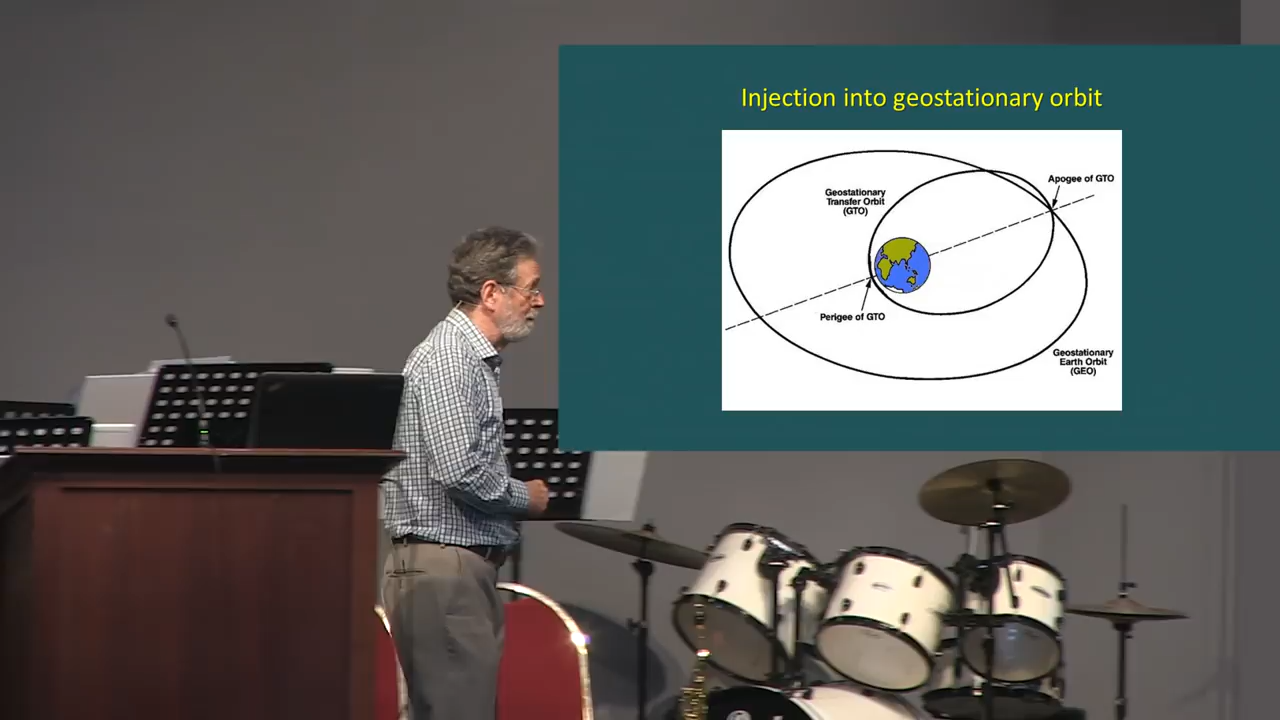 Injection into geostationary orbit
Geostationary
Transfer Orbit
(GTO)
Apogee of GTO
Perigee of GTO
Geostationary
Earth Orbit
(GEO)